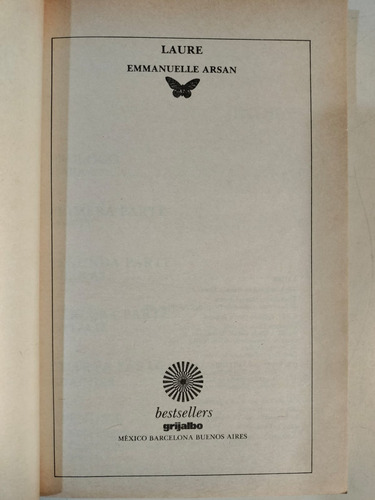 LAURE
EMMANUELLE ARSAN
bestsellers
grijalbo
MÉXICO BARCELONA BUENOS AIRES